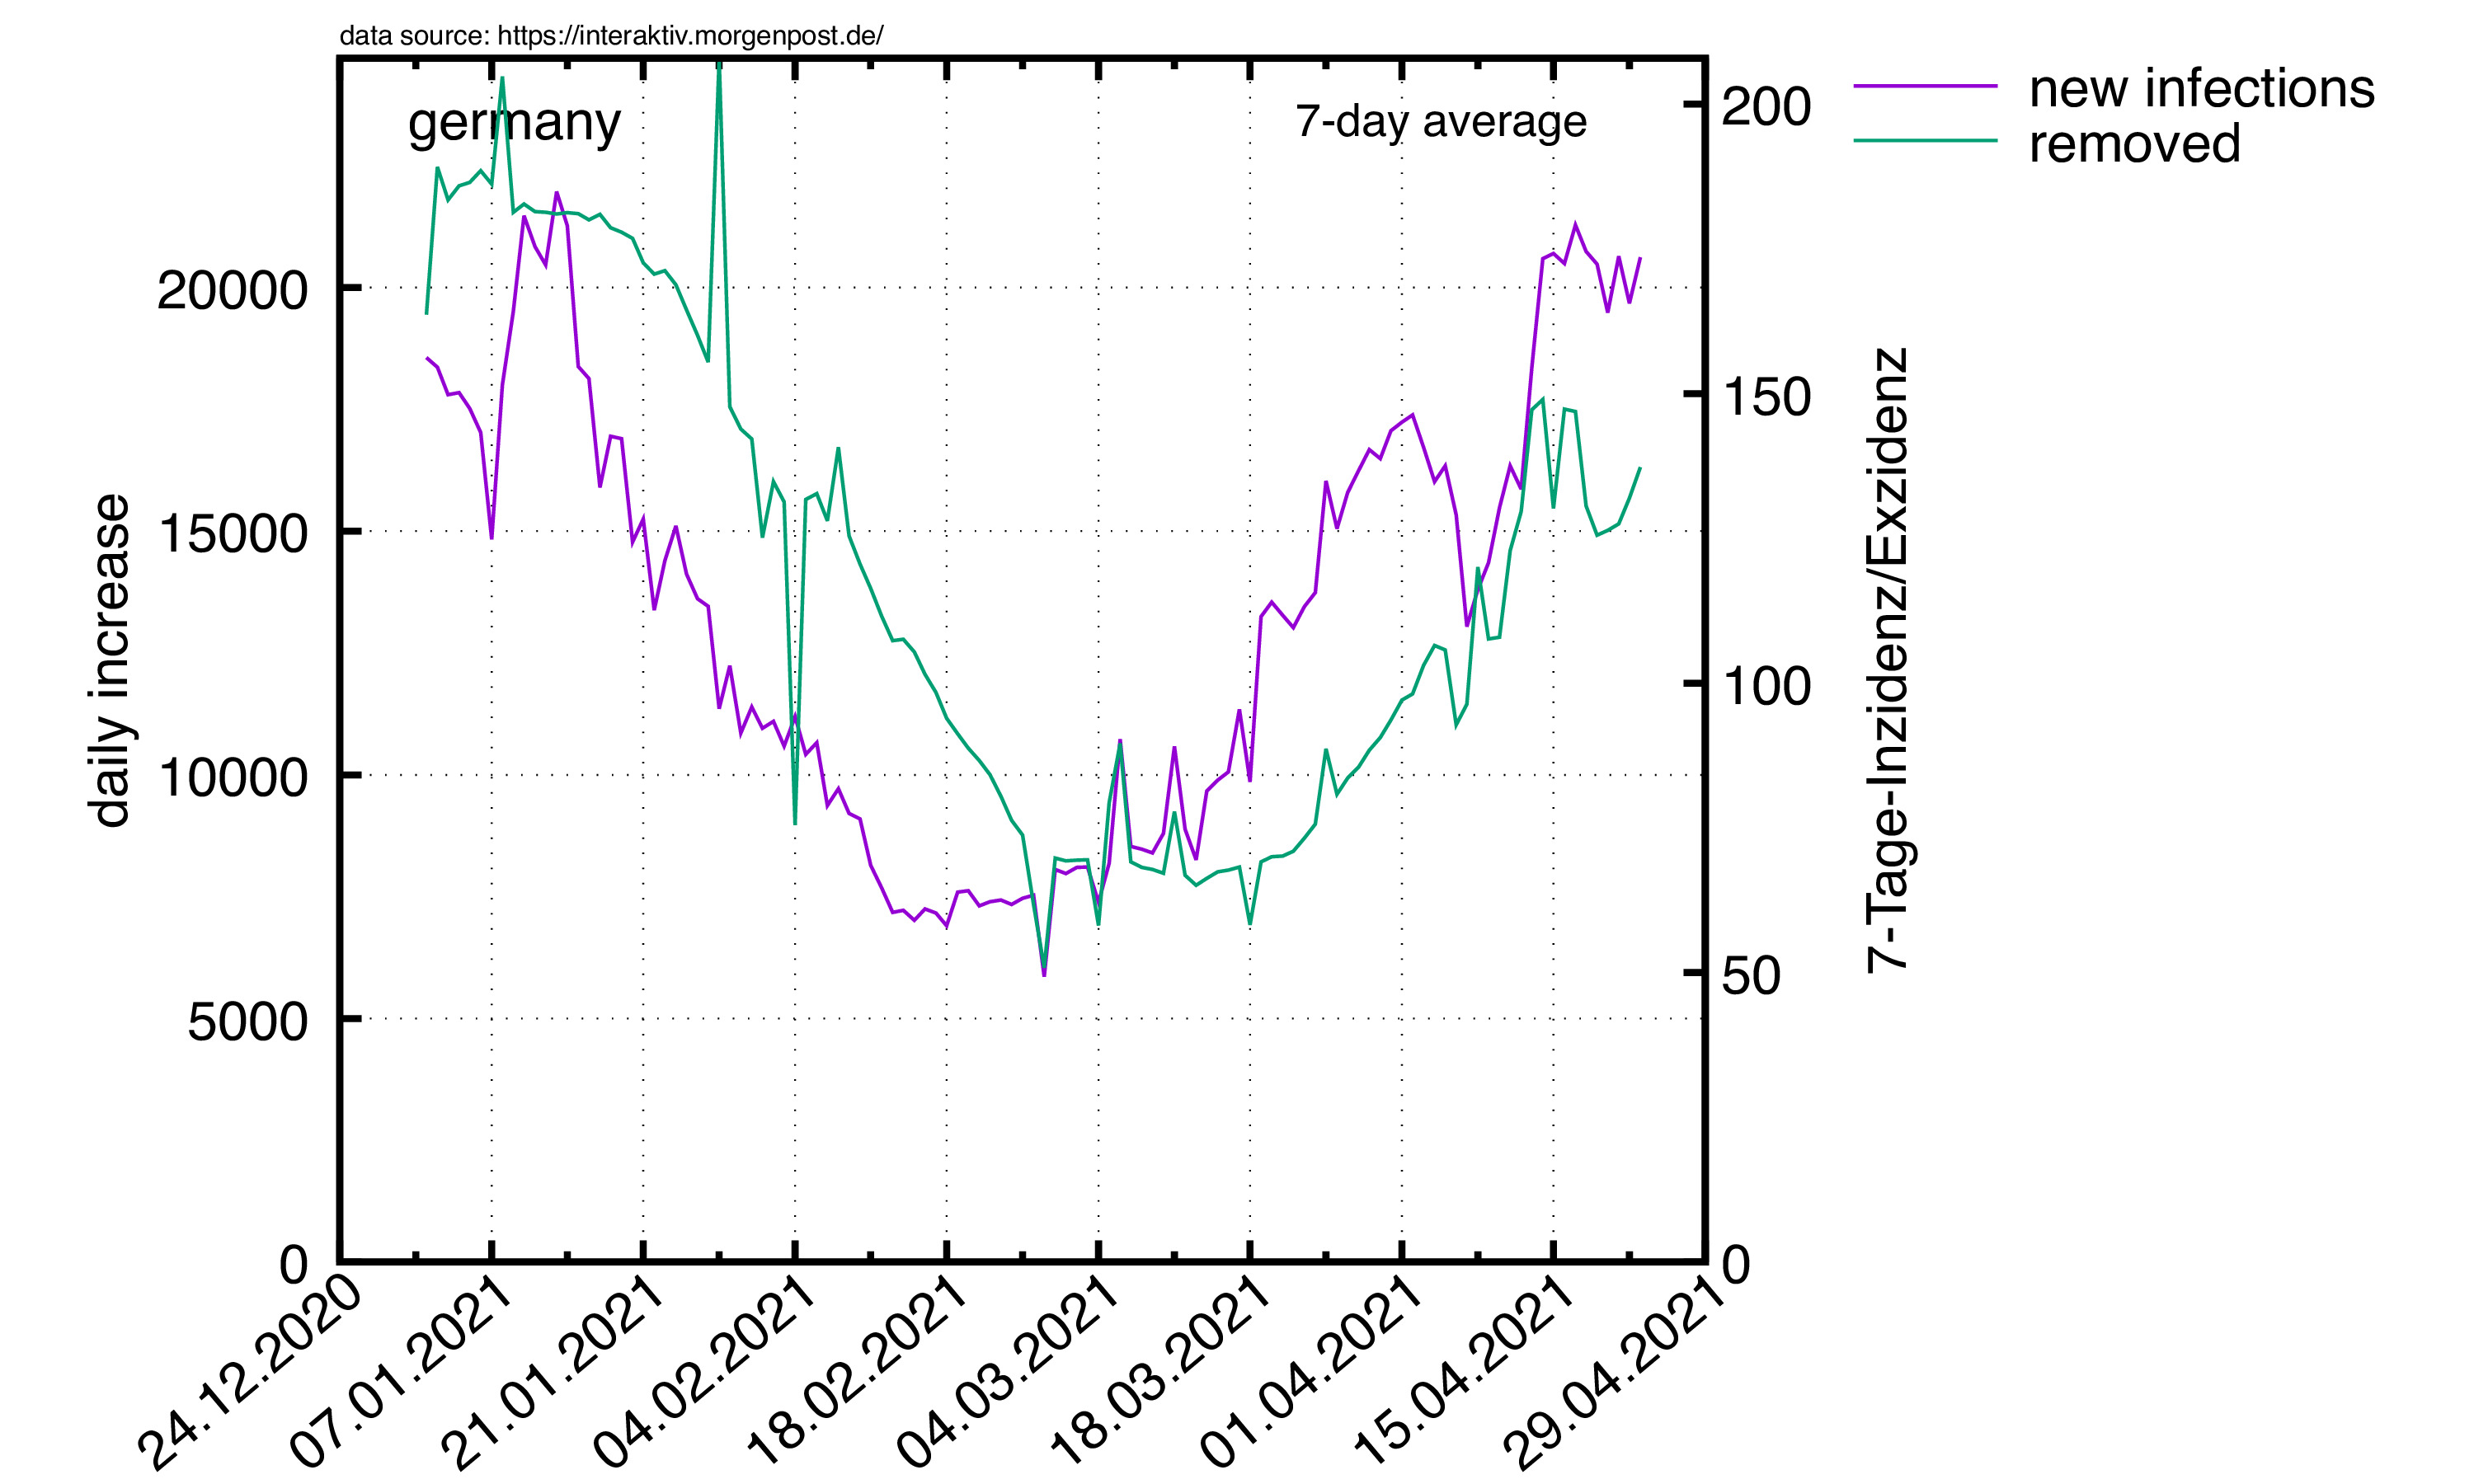 data source: https://interaktiv.morgenpost.de/
germany
7-day average
new infections
removed
daily increase
20000
15000
10000
5000
0
200
150
100
50
0
7-Tage-Inzidenz/Exzidenz
24.12.2020
07.01.2021
21.01.2021
04.02.2021
18.02.2021
04.03.2021
18.03.2021
01.04.2021
15.04.2021
29.04.2021